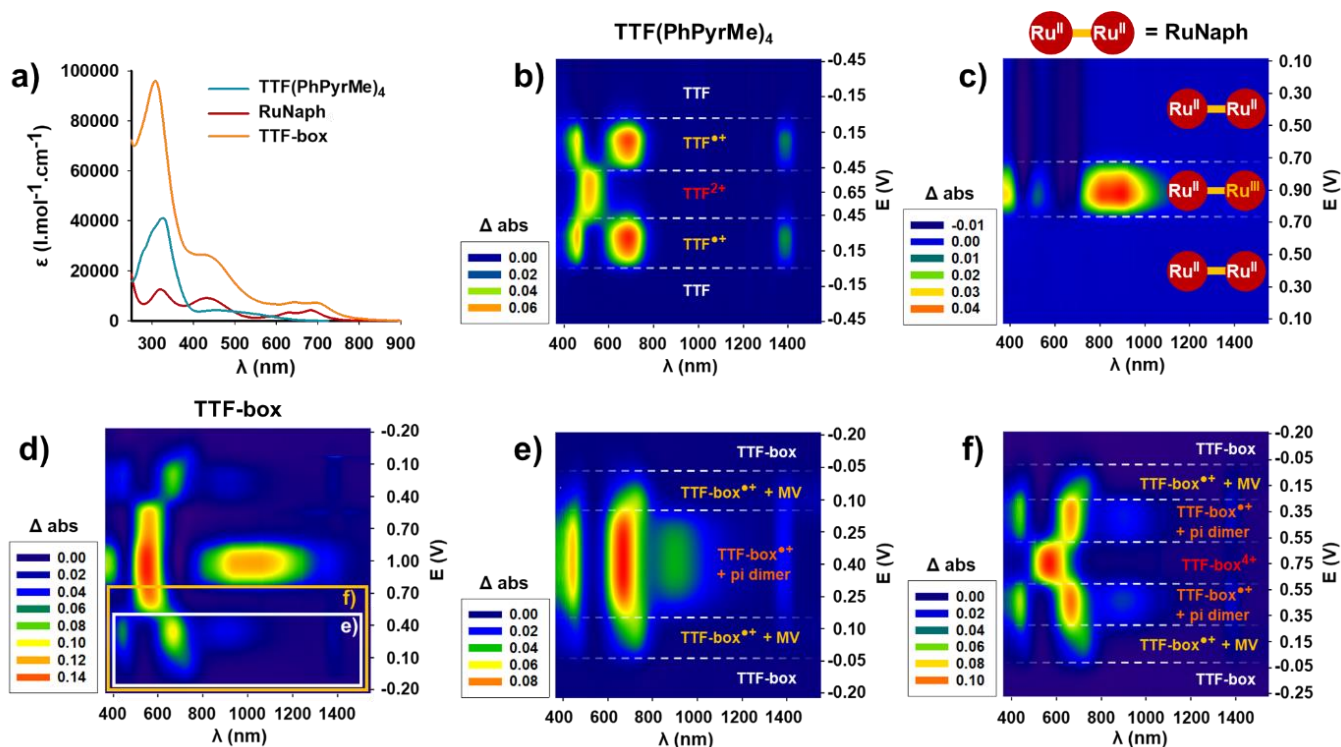 a)
ε (l.mol⁻¹.cm⁻¹)
100000
80000
60000
40000
20000
0
TTF(PhPyrMe)₄
RuNaph
TTF-box
300 400 500 600 700 800 900
λ (nm)
b)
TTF(PhPyrMe)₄
Δ abs
0.00
0.02
0.04
0.06
TTF
TTF●+
TTF2+
TTF●+
TTF
-0.45
-0.15
0.15
0.45
0.65
0.45
0.15
-0.15
-0.45
E (V)
400 600 800 1000 1200 1400
λ (nm)
c)
Ruᴵᴵ Ruᴵᴵ = RuNaph
Δ abs
-0.01
0.00
0.01
0.02
0.03
0.04
Ruᴵᴵ Ruᴵᴵ
Ruᴵᴵ Ruᴵᴵᴵ
Ruᴵᴵ Ruᴵᴵ
0.10
0.30
0.50
0.70
0.90
0.70
0.50
0.30
0.10
E (V)
400 600 800 1000 1200 1400
λ (nm)
d)
TTF-box
Δ abs
0.00
0.02
0.04
0.06
0.08
0.10
0.12
0.14
f)
e)
-0.20
0.10
0.40
0.70
1.00
0.70
0.40
0.10
-0.20
E (V)
400 600 800 1000 1200 1400
λ (nm)
e)
Δ abs
0.00
0.02
0.04
0.06
0.08
TTF-box
TTF-box●+ + MV
TTF-box●+
+ pi dimer
TTF-box●+ + MV
TTF-box
-0.20
-0.05
0.10
0.25
0.40
0.25
0.10
-0.05
-0.20
E (V)
400 600 800 1000 1200 1400
λ (nm)
f)
Δ abs
0.00
0.02
0.04
0.06
0.08
0.10
TTF-box
TTF-box●+ + MV
TTF-box●+
+ pi dimer
TTF-box4+
TTF-box●+
+ pi dimer
TTF-box●+ + MV
TTF-box
-0.25
-0.05
0.15
0.35
0.55
0.75
0.55
0.35
0.15
-0.05
-0.25
E (V)
400 600 800 1000 1200 1400
λ (nm)